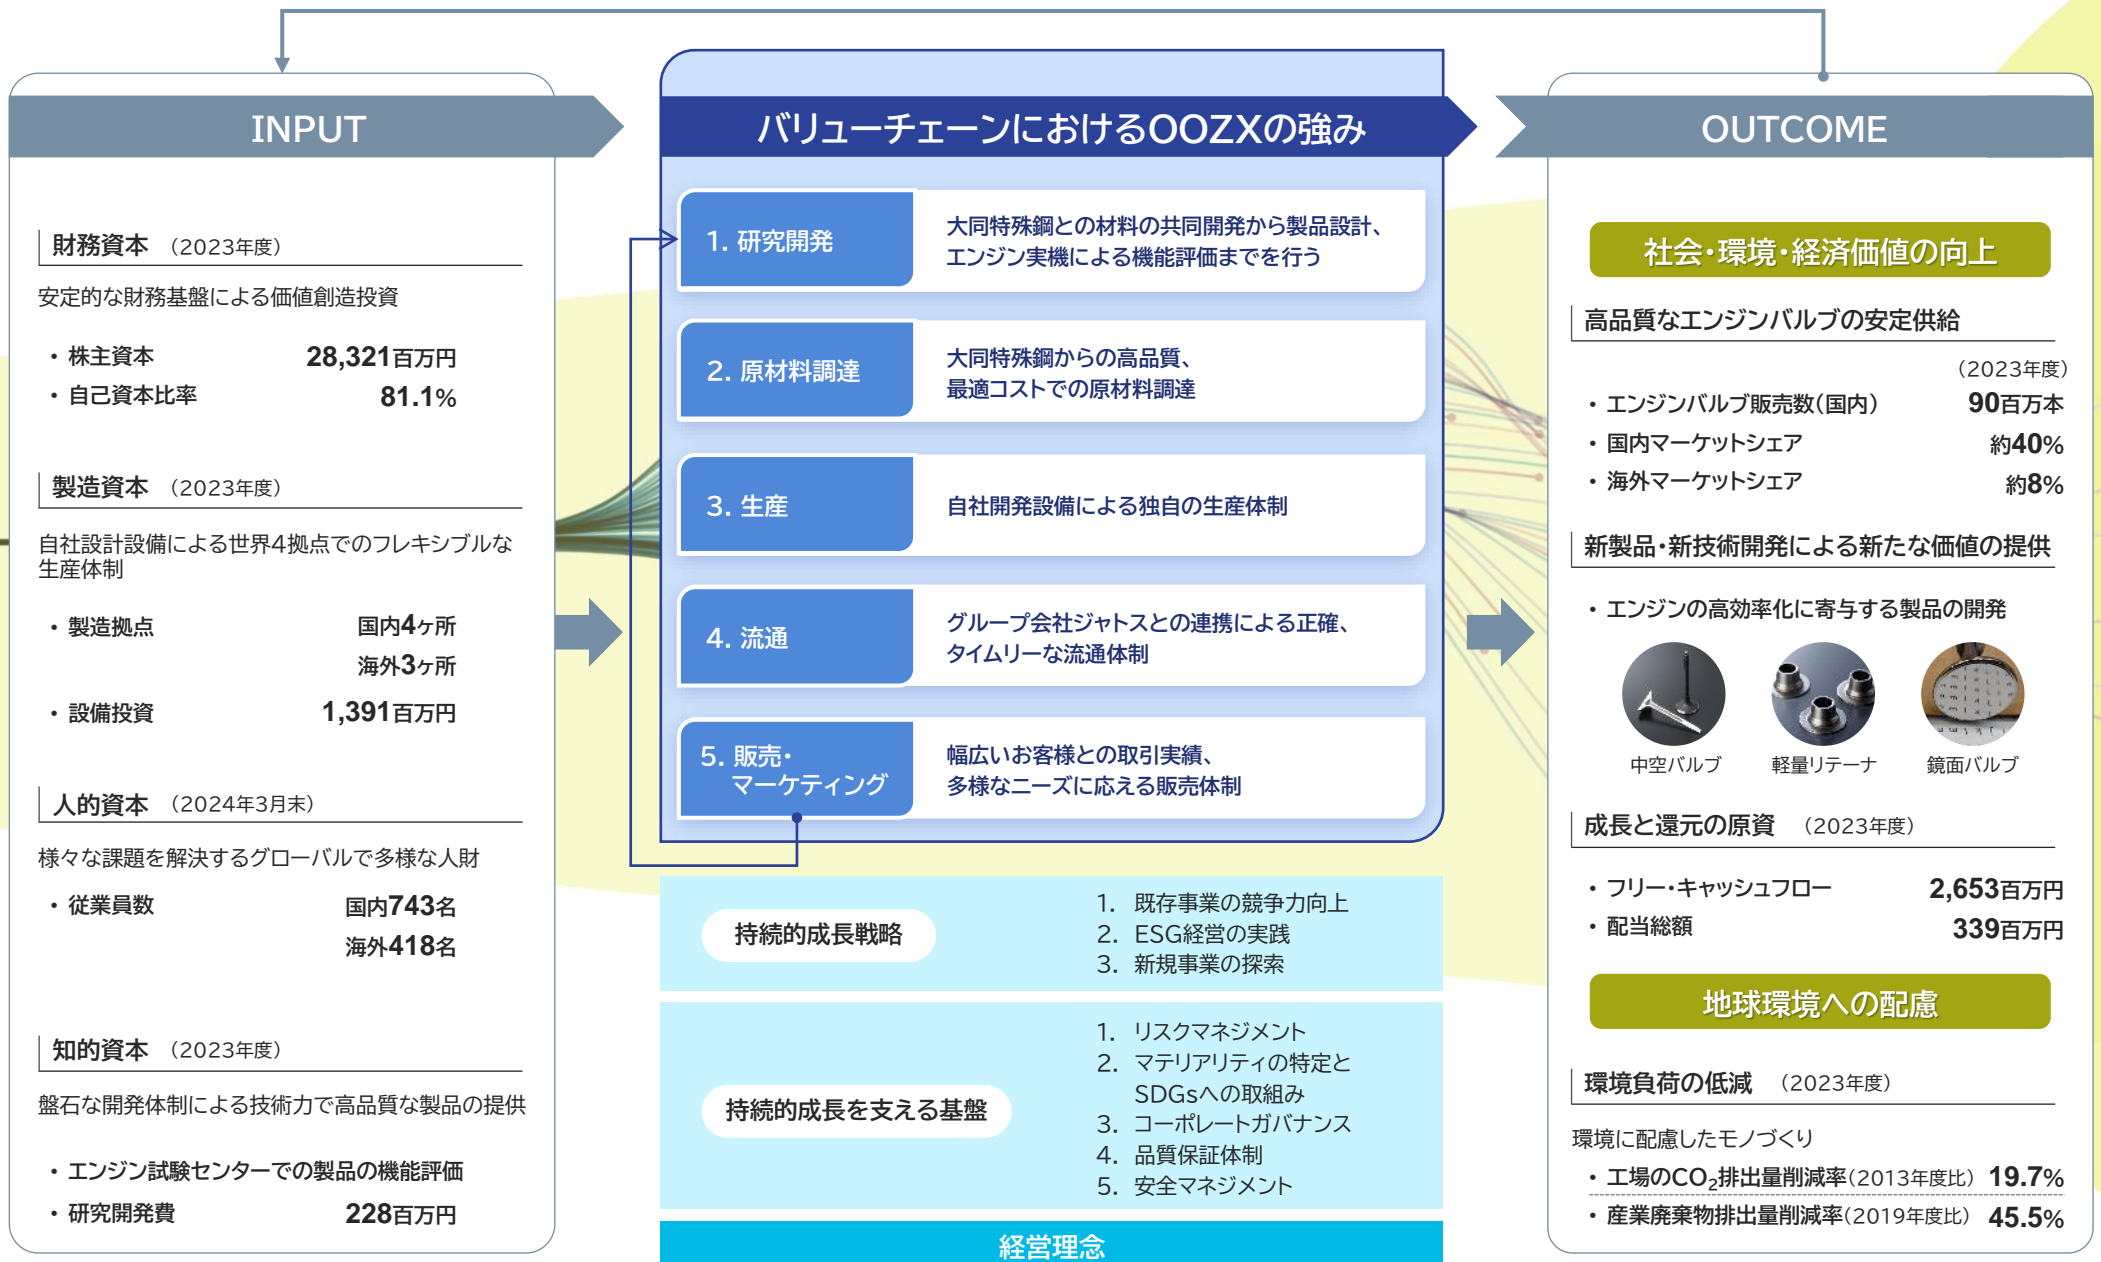 INPUT
財務資本 （2023年度）
安定的な財務基盤による価値創造投資
・株主資本 28,321百万円
・自己資本比率 81.1%
製造資本 （2023年度）
自社設計設備による世界4拠点でのフレキシブルな
生産体制
・製造拠点 国内4ヶ所
海外3ヶ所
・設備投資 1,391百万円
人的資本 （2024年3月末）
様々な課題を解決するグローバルで多様な人財
・従業員数 国内743名
海外418名
知的資本 （2023年度）
盤石な開発体制による技術力で高品質な製品の提供
・エンジン試験センターでの製品の機能評価
・研究開発費 228百万円
バリューチェーンにおけるOOZXの強み
1. 研究開発
大同特殊鋼との材料の共同開発から製品設計、
エンジン実機による機能評価までを行う
2. 原材料調達
大同特殊鋼からの高品質、
最適コストでの原材料調達
3. 生産
自社開発設備による独自の生産体制
4. 流通
グループ会社ジャトスとの連携による正確、
タイムリーな流通体制
5. 販売・
マーケティング
幅広いお客様との取引実績、
多様なニーズに応える販売体制
持続的成長戦略
1. 既存事業の競争力向上
2. ESG経営の実践
3. 新規事業の探索
持続的成長を支える基盤
1. リスクマネジメント
2. マテリアリティの特定と
SDGsへの取組み
3. コーポレートガバナンス
4. 品質保証体制
5. 安全マネジメント
経営理念
OUTCOME
社会・環境・経済価値の向上
高品質なエンジンバルブの安定供給
（2023年度）
・エンジンバルブ販売数（国内） 90百万本
・国内マーケットシェア 約40%
・海外マーケットシェア 約8%
新製品・新技術開発による新たな価値の提供
・エンジンの高効率化に寄与する製品の開発
中空バルブ 軽量リテーナ 鏡面バルブ
成長と還元の原資 （2023年度）
・フリー・キャッシュフロー 2,653百万円
・配当総額 339百万円
地球環境への配慮
環境負荷の低減 （2023年度）
環境に配慮したモノづくり
・工場のCO₂排出量削減率（2013年度比） 19.7%
・産業廃棄物排出量削減率（2019年度比） 45.5%